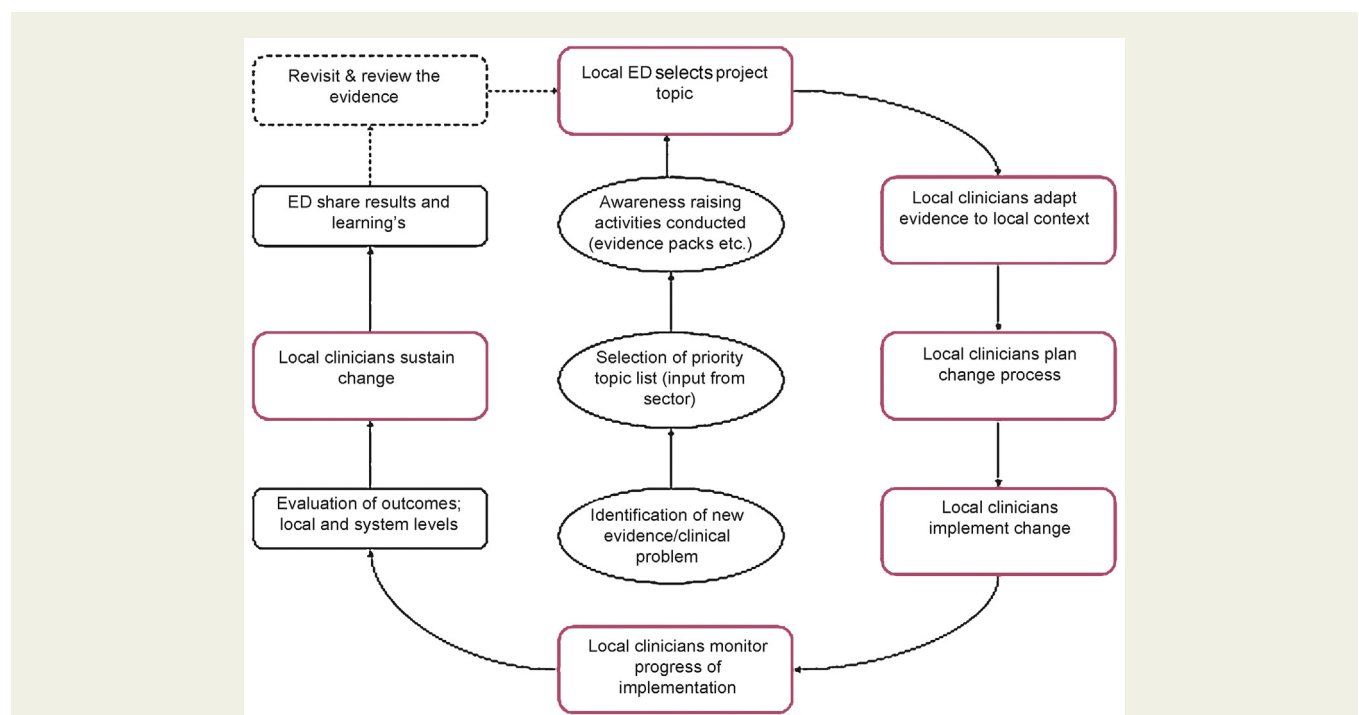 Revisit & review the
evidence
Local ED selects project
topic
ED share results and
learning's
Awareness raising
activities conducted
(evidence packs etc.)
Local clinicians adapt
evidence to local context
Local clinicians sustain
change
Selection of priority
topic list (input from
sector)
Local clinicians plan
change process
Evaluation of outcomes;
local and system levels
Identification of new
evidence/clinical
problem
Local clinicians
implement change
Local clinicians monitor
progress of
implementation